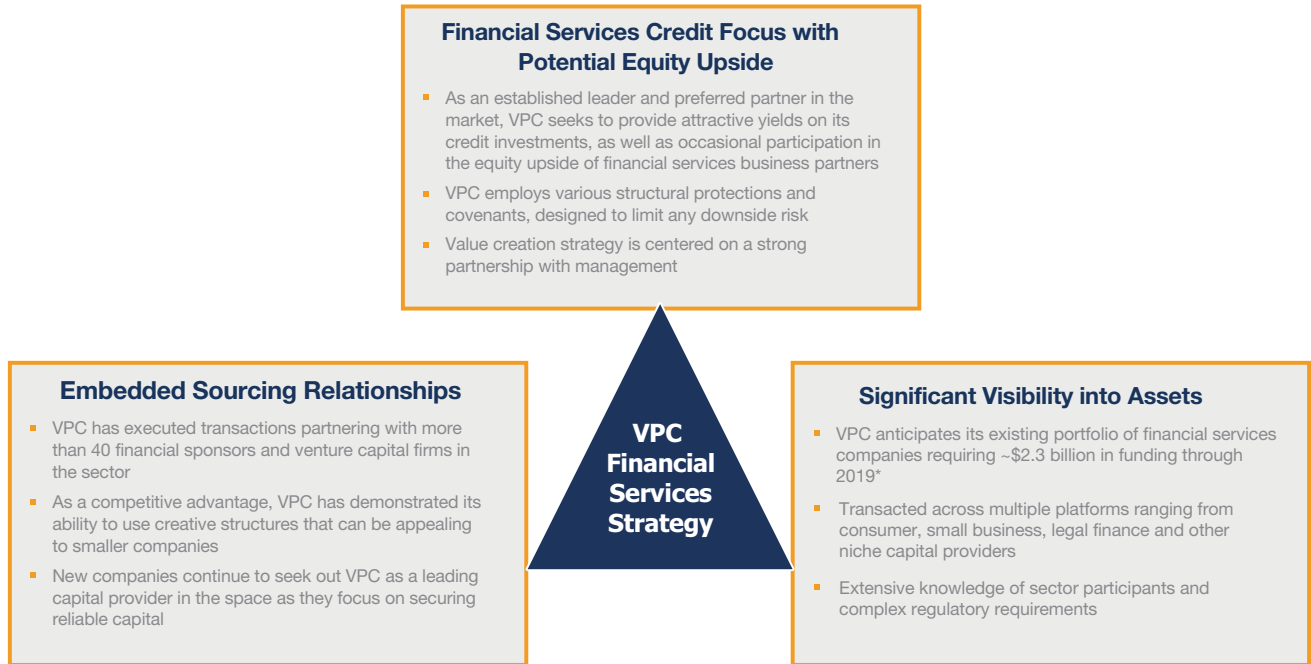 Financial Services Credit Focus with
Potential Equity Upside
▪ As an established leader and preferred partner in the
market, VPC seeks to provide attractive yields on its
credit investments, as well as occasional participation in
the equity upside of financial services business partners
▪ VPC employs various structural protections and
covenants, designed to limit any downside risk
▪ Value creation strategy is centered on a strong
partnership with management
Embedded Sourcing Relationships
▪ VPC has executed transactions partnering with more
than 40 financial sponsors and venture capital firms in
the sector
▪ As a competitive advantage, VPC has demonstrated its
ability to use creative structures that can be appealing
to smaller companies
▪ New companies continue to seek out VPC as a leading
capital provider in the space as they focus on securing
reliable capital
VPC
Financial
Services
Strategy
Significant Visibility into Assets
▪ VPC anticipates its existing portfolio of financial services
companies requiring ~$2.3 billion in funding through
2019*
▪ Transacted across multiple platforms ranging from
consumer, small business, legal finance and other
niche capital providers
▪ Extensive knowledge of sector participants and
complex regulatory requirements